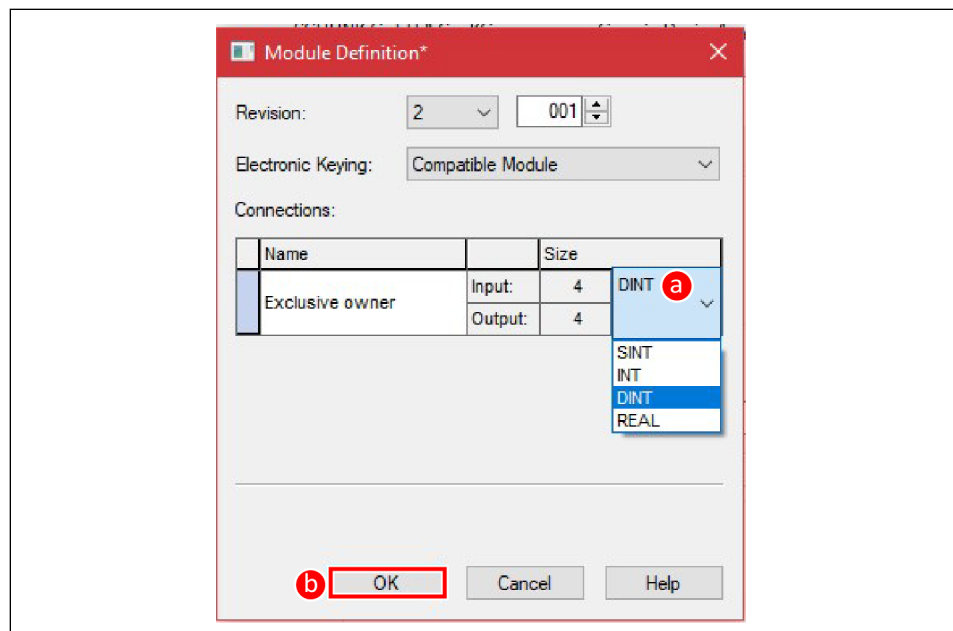 Module Definition*
Revision: 2 001
Electronic Keying: Compatible Module
Connections:
Name Size
Exclusive owner Input: 4 DINT a
Output: 4
SINT
INT
DINT
REAL
b OK Cancel Help